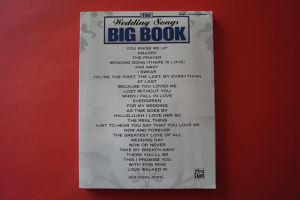 THE
Wedding Songs
BIG BOOK
YOU RAISE ME UP
AMAZED
THE PRAYER
WEDDING SONG (THERE IS LOVE)
FAR AWAY
I SWEAR
YOU'RE THE FIRST, THE LAST, MY EVERYTHING
AT LAST
BECAUSE YOU LOVED ME
LOST WITHOUT YOU
WHEN I FALL IN LOVE
EVERGREEN
FOR MY WEDDING
AS TIME GOES BY
HALLELUJAH I LOVE HER SO
THE REAL THING
JUST TO HEAR YOU SAY THAT YOU LOVE ME
NOW AND FOREVER
THE GREATEST LOVE OF ALL
WEDDING DAY
NOW OR NEVER
TAKE MY BREATH AWAY
THERE YOU'LL BE
THIS I PROMISE YOU
WITH THIS RING
LOVE WALKED IN
and many more...